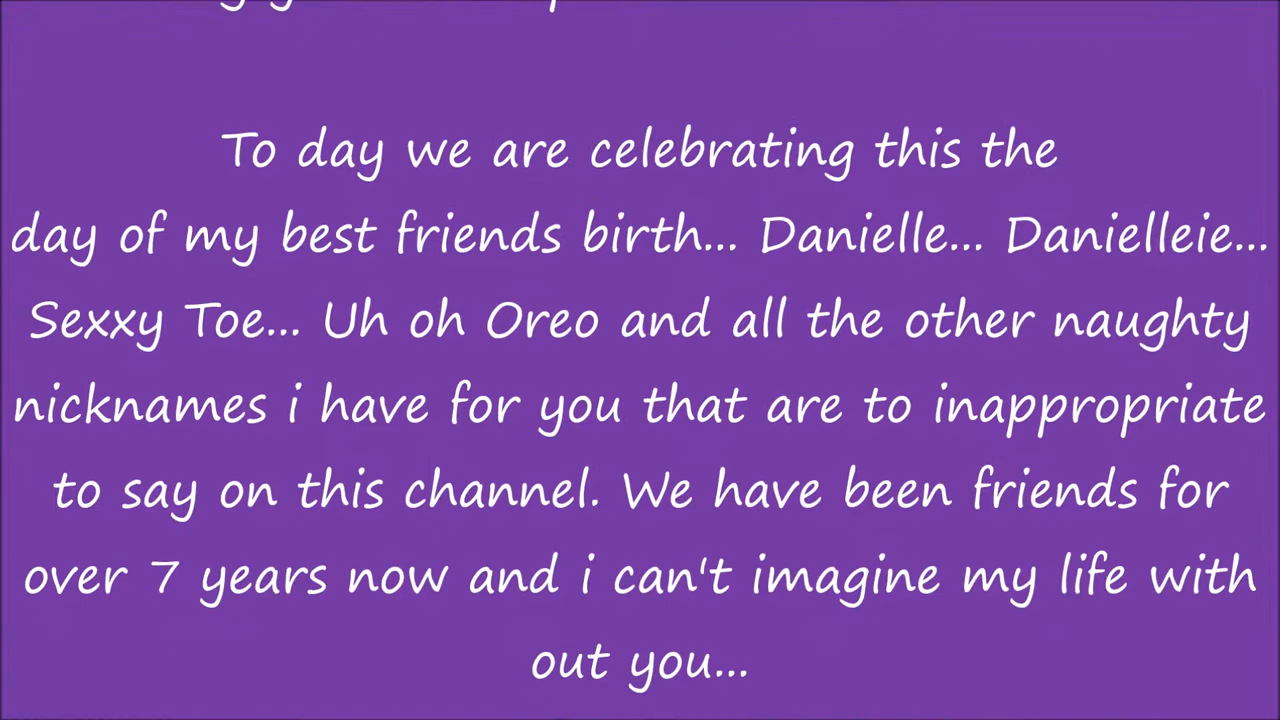 To day we are celebrating this the
day of my best friends birth... Danielle... Danielleie...
Sexxy Toe... Uh oh Oreo and all the other naughty
nicknames i have for you that are to inappropriate
to say on this channel. We have been friends for
over 7 years now and i can't imagine my life with
out you...